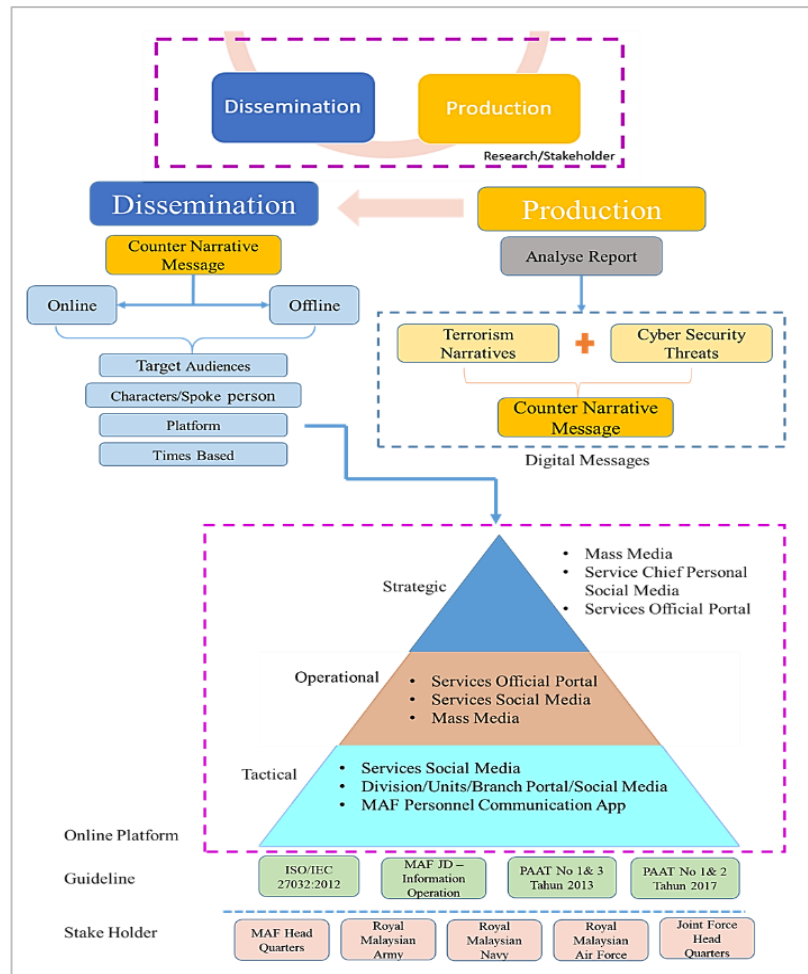 Dissemination
Production
Research/Stakeholder
Dissemination
Production
Counter Narrative
Message
Analyse Report
Online
Offline
Terrorism
Narratives
Cyber Security
Threats
Target Audiences
Characters/Spoke person
Counter Narrative
Message
Platform
Times Based
Digital Messages
Strategic
• Mass Media
• Service Chief Personal
Social Media
• Services Official Portal
Operational
• Services Official Portal
• Services Social Media
• Mass Media
Tactical
• Services Social Media
• Division/Units/Branch Portal/Social Media
• MAF Personnel Communication App
Online Platform
Guideline
ISO/IEC
27032:2012
MAF JD –
Information
Operation
PAAT No 1& 3
Tahun 2013
PAAT No 1& 2
Tahun 2017
Stake Holder
MAF Head
Quarters
Royal
Malaysian
Army
Royal
Malaysian
Navy
Royal
Malaysian
Air Force
Joint Force
Head
Quarters